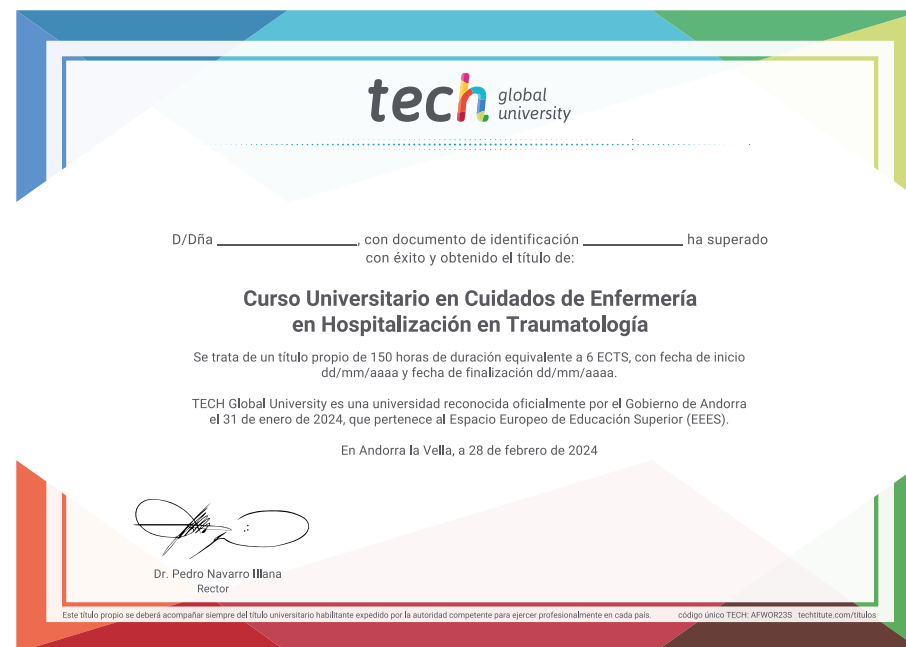 tech global university
D/Dña ____________________, con documento de identificación ______________ ha superado
con éxito y obtenido el título de:
Curso Universitario en Cuidados de Enfermería
en Hospitalización en Traumatología
Se trata de un título propio de 150 horas de duración equivalente a 6 ECTS, con fecha de inicio
dd/mm/aaaa y fecha de finalización dd/mm/aaaa.
TECH Global University es una universidad reconocida oficialmente por el Gobierno de Andorra
el 31 de enero de 2024, que pertenece al Espacio Europeo de Educación Superior (EEES).
En Andorra la Vella, a 28 de febrero de 2024
Dr. Pedro Navarro Illana
Rector
Este título propio se deberá acompañar siempre del título universitario habilitante expedido por la autoridad competente para ejercer profesionalmente en cada país. código único TECH: AFWOR23S techtitute.com/titulos